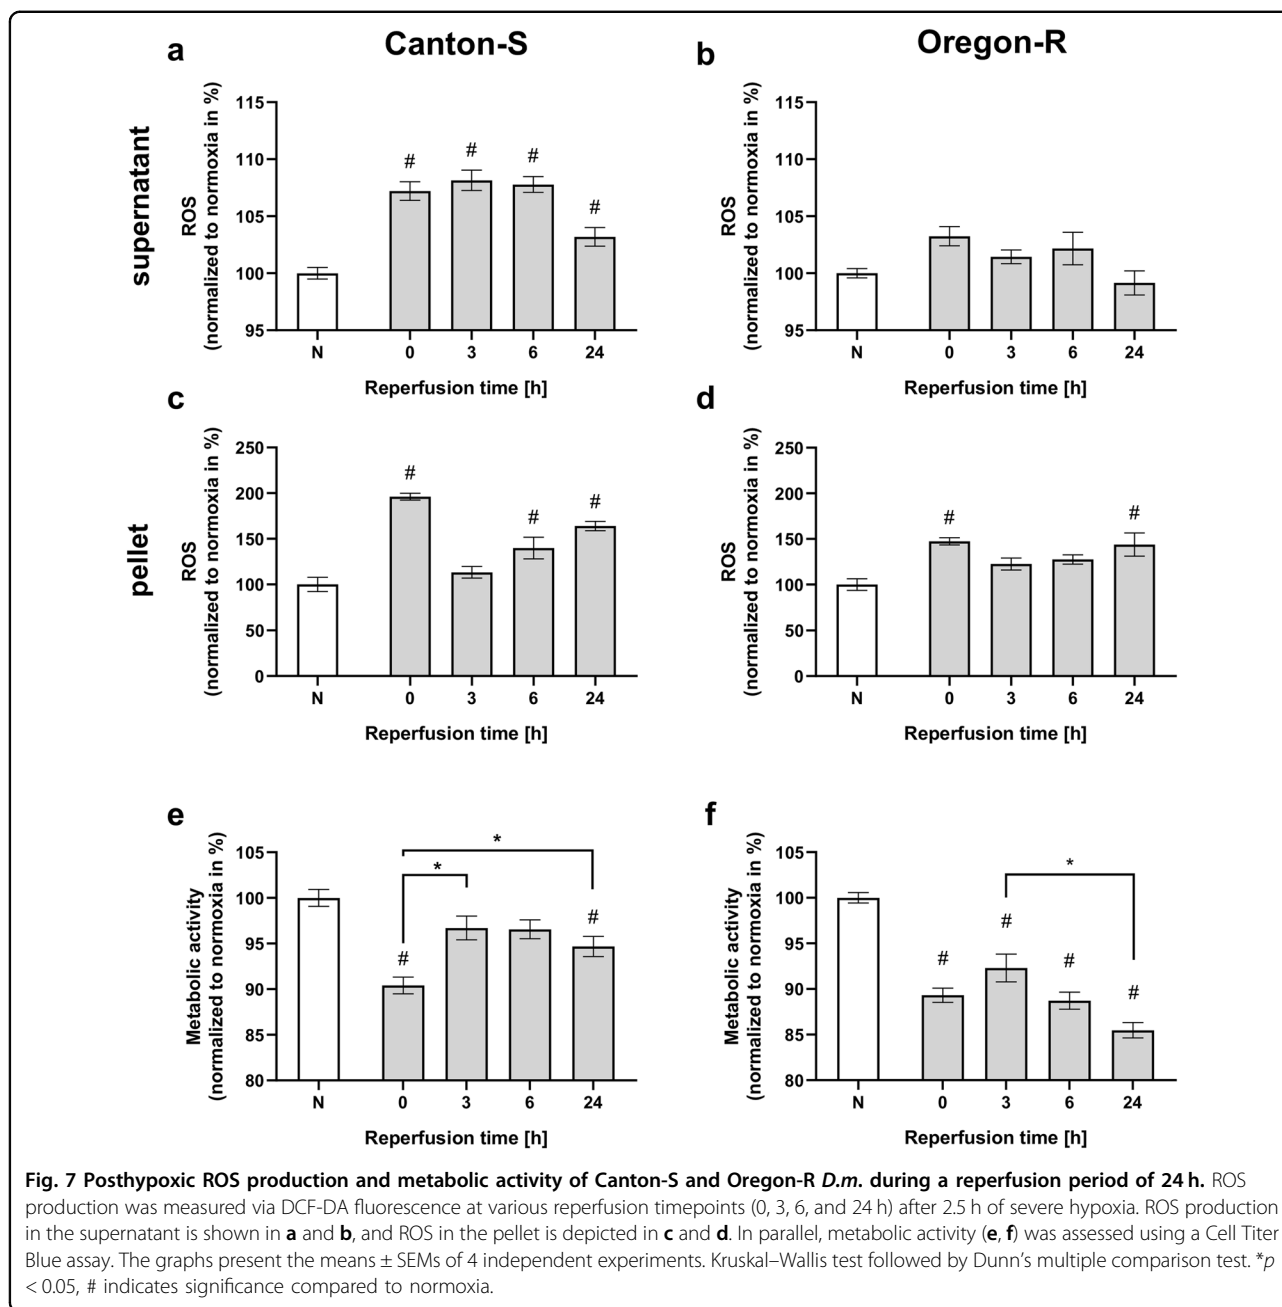 Canton-S
Oregon-R
supernatant
a
ROS
(normalized to normoxia in %)
115
110
105
100
95
#
#
#
#
N
0
3
6
24
Reperfusion time [h]
b
ROS
(normalized to normoxia in %)
115
110
105
100
95
N
0
3
6
24
Reperfusion time [h]
pellet
c
ROS
(normalized to normoxia in %)
250
200
150
100
50
0
#
#
#
N
0
3
6
24
Reperfusion time [h]
d
ROS
(normalized to normoxia in %)
250
200
150
100
50
0
#
#
N
0
3
6
24
Reperfusion time [h]
e
Metabolic activity
(normalized to normoxia in %)
105
100
95
90
85
80
*
*
#
#
N
0
3
6
24
Reperfusion time [h]
f
Metabolic activity
(normalized to normoxia in %)
105
100
95
90
85
80
*
#
#
#
#
N
0
3
6
24
Reperfusion time [h]
Fig. 7 Posthypoxic ROS production and metabolic activity of Canton-S and Oregon-R D.m. during a reperfusion period of 24 h. ROS
production was measured via DCF-DA fluorescence at various reperfusion timepoints (0, 3, 6, and 24 h) after 2.5 h of severe hypoxia. ROS production
in the supernatant is shown in a and b, and ROS in the pellet is depicted in c and d. In parallel, metabolic activity (e, f) was assessed using a Cell Titer
Blue assay. The graphs present the means ± SEMs of 4 independent experiments. Kruskal–Wallis test followed by Dunn's multiple comparison test. *p
< 0.05, # indicates significance compared to normoxia.